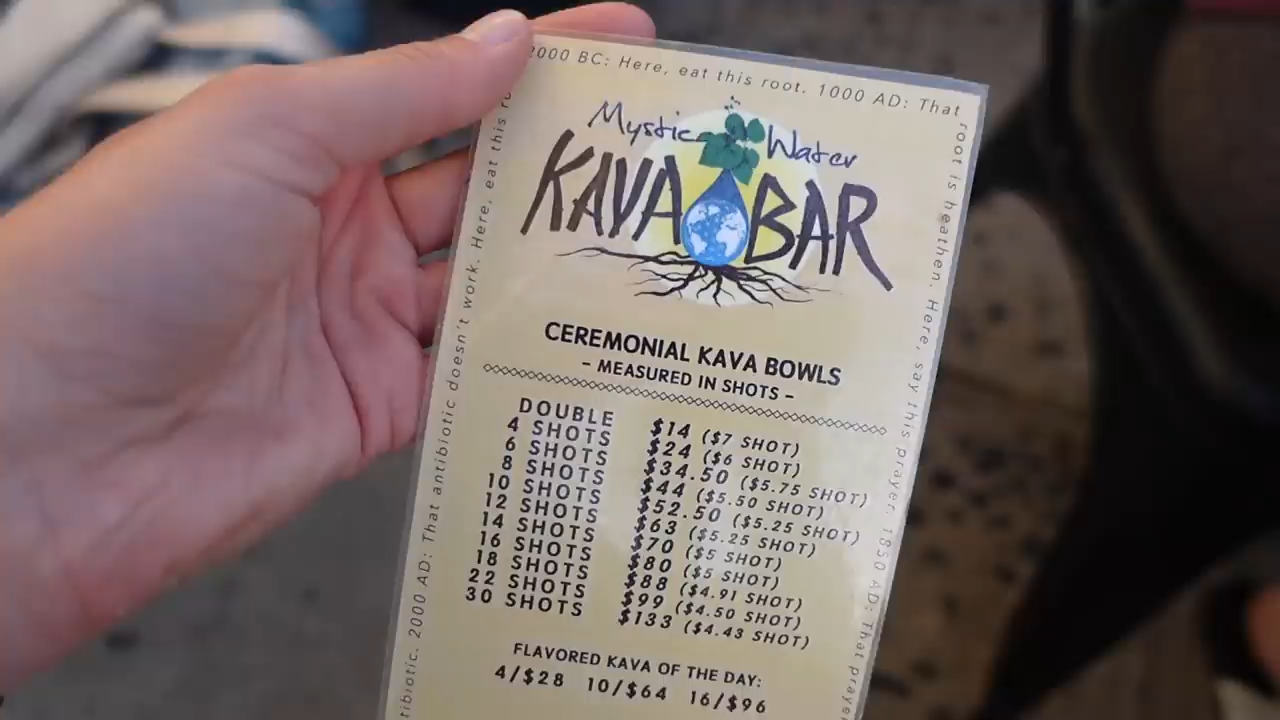 2000 BC: Here, eat this root. 1000 AD: That
root is heathen. Here, say this prayer. 1850 AD: That prayer
tibiotic. 2000 AD: That antibiotic doesn't work. Here, eat this ro
Mystic Water
KAVA BAR
CEREMONIAL KAVA BOWLS
- MEASURED IN SHOTS -
DOUBLE $14 ($7 SHOT)
4 SHOTS $24 ($6 SHOT)
6 SHOTS $34.50 ($5.75 SHOT)
8 SHOTS $44 ($5.50 SHOT)
10 SHOTS $52.50 ($5.25 SHOT)
12 SHOTS $63 ($5.25 SHOT)
14 SHOTS $70 ($5 SHOT)
16 SHOTS $80 ($5 SHOT)
18 SHOTS $88 ($4.91 SHOT)
22 SHOTS $99 ($4.50 SHOT)
30 SHOTS $133 ($4.43 SHOT)
FLAVORED KAVA OF THE DAY:
4/$28 10/$64 16/$96